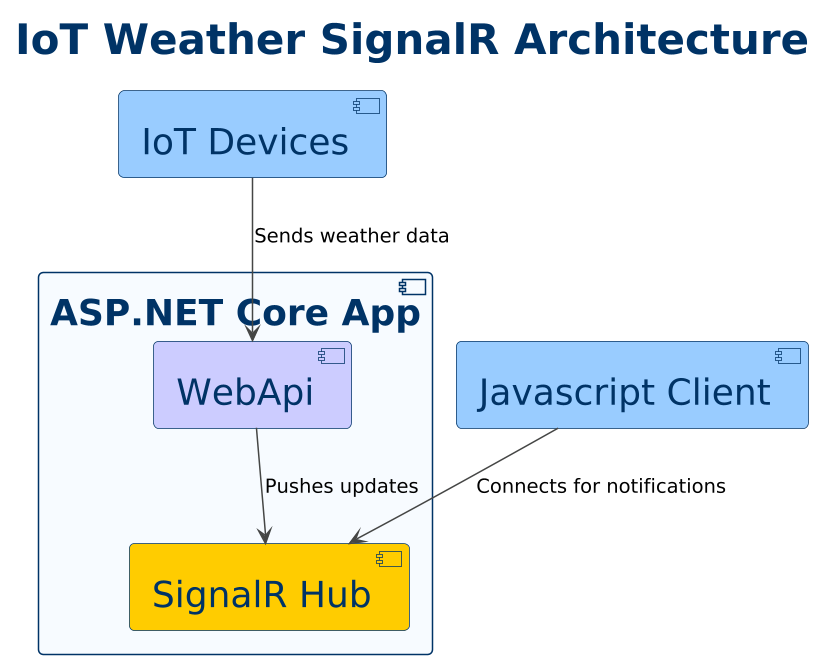 IoT Weather SignalR Architecture
IoT Devices
Sends weather data
ASP.NET Core App
WebApi
Javascript Client
Pushes updates
Connects for notifications
SignalR Hub